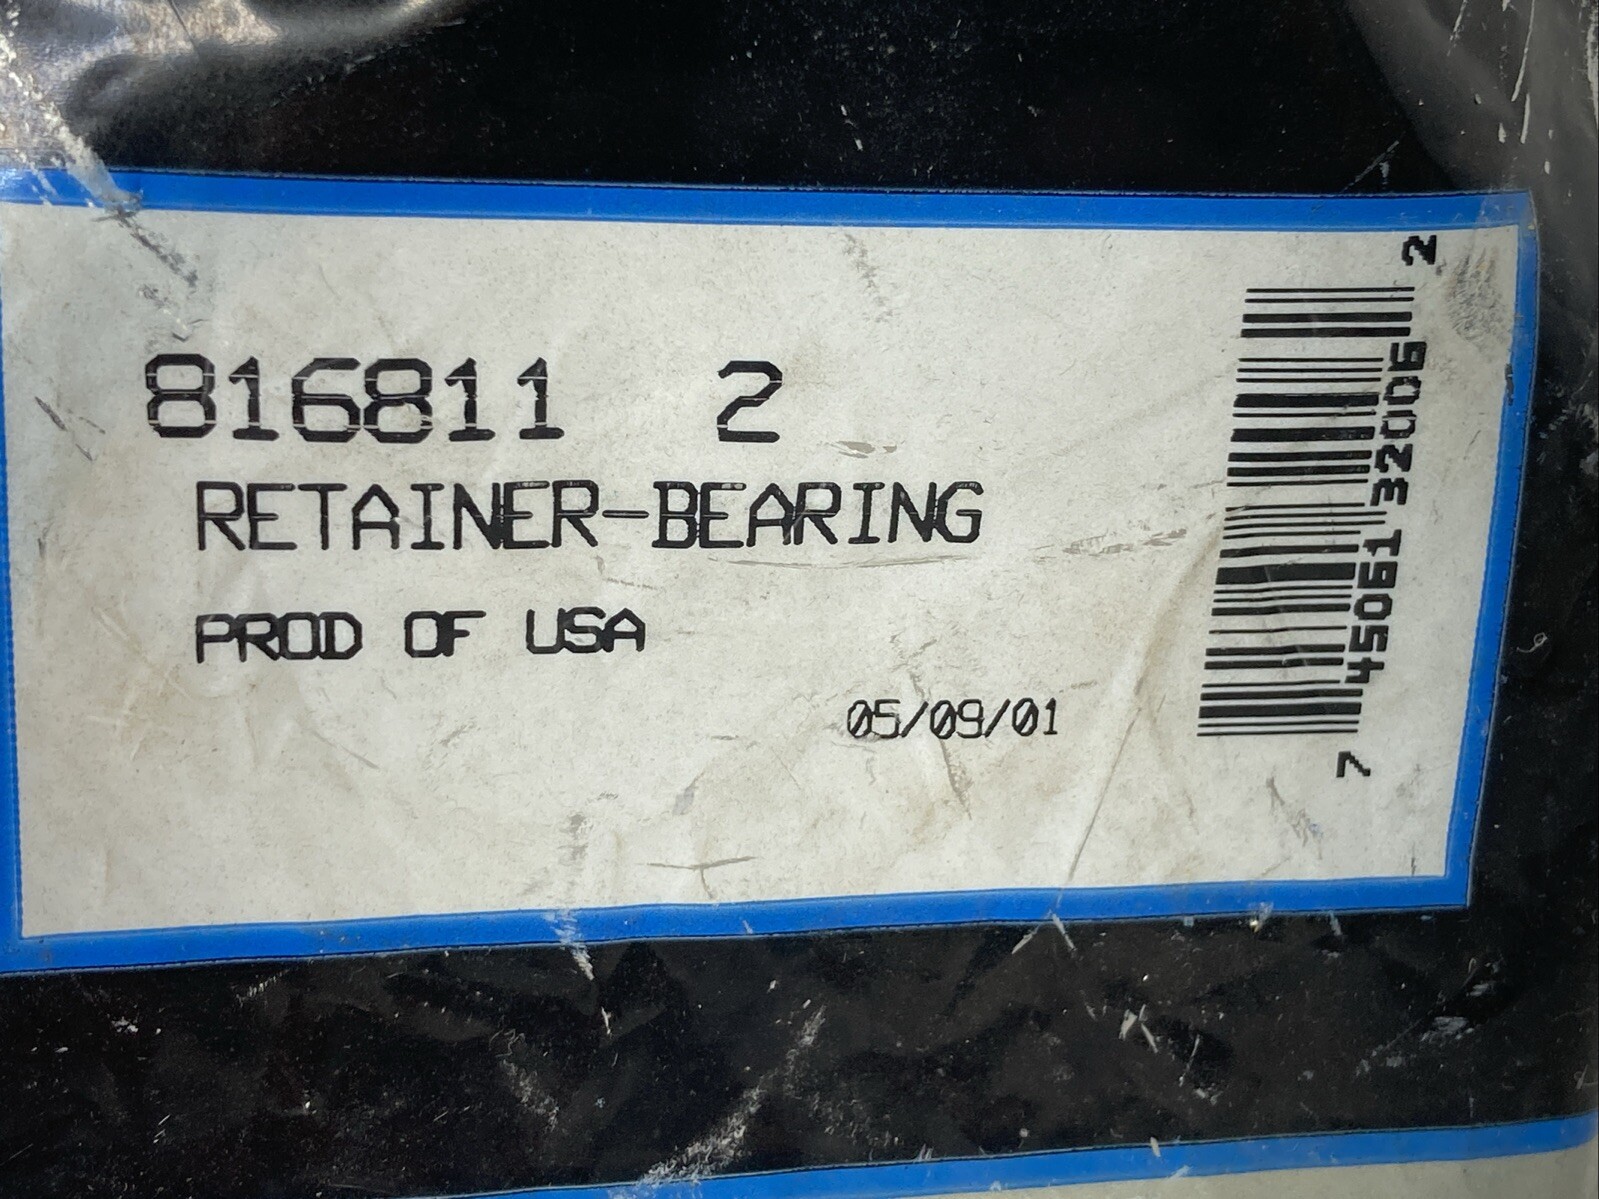 816811 2
RETAINER-BEARING
PROD OF USA
05/09/01
7 45061 32006 2